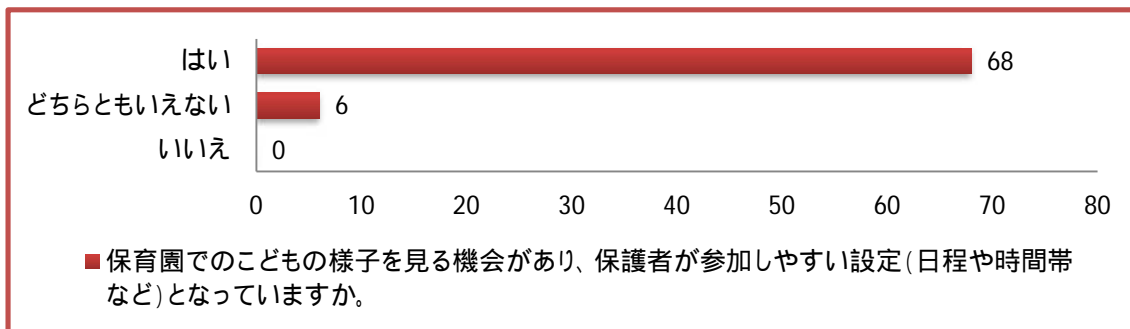 はい 68
どちらともいえない 6
いいえ 0
0 10 20 30 40 50 60 70 80
保育園でのこどもの様子を見る機会があり、保護者が参加しやすい設定(日程や時間帯
など)となっていますか。